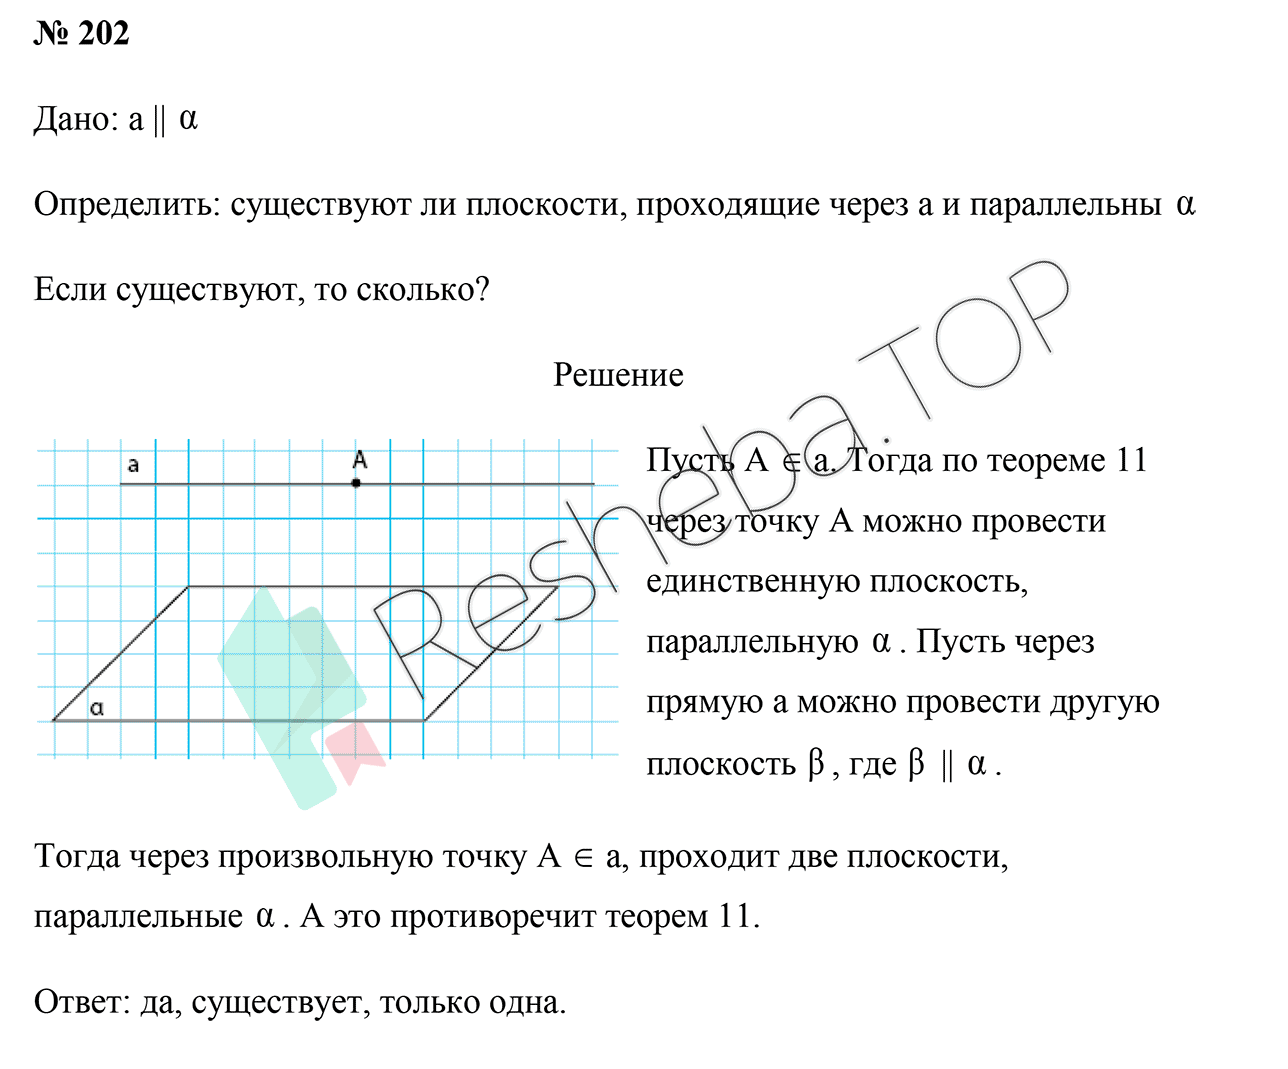 № 202
Дано: a || α
Определить: существуют ли плоскости, проходящие через a и параллельны α
Если существуют, то сколько?
Решение
a
A
α
Пусть A ∈ a. Тогда по теореме 11
через точку A можно провести
единственную плоскость,
параллельную α . Пусть через
прямую a можно провести другую
плоскость β , где β || α .
Тогда через произвольную точку A ∈ a, проходит две плоскости,
параллельные α . А это противоречит теорем 11.
Ответ: да, существует, только одна.
Resheba.TOP